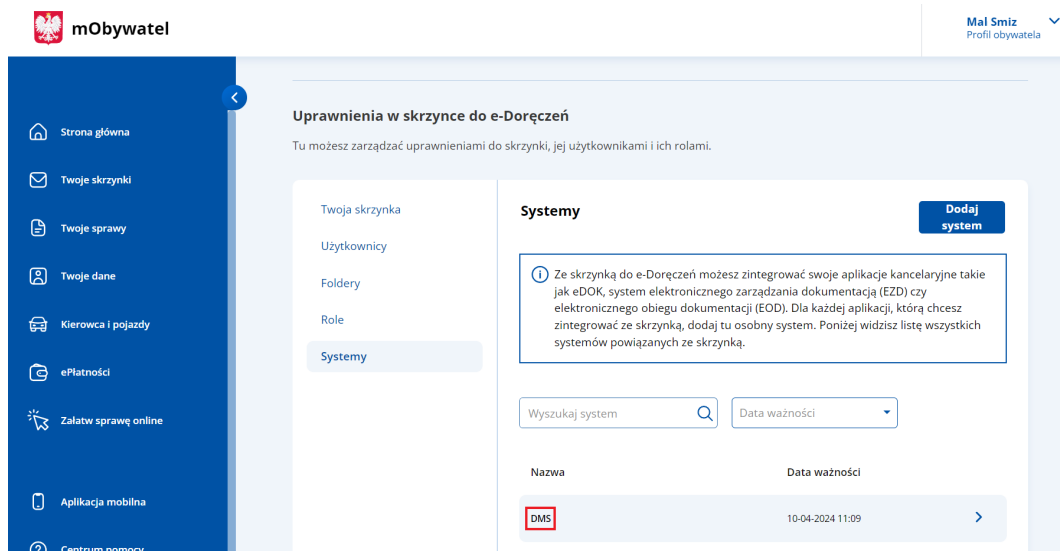 mObywatel
Mal Smiz
Profil obywatela
Strona główna
Twoje skrzynki
Twoje sprawy
Twoje dane
Kierowca i pojazdy
ePłatności
Załatw sprawę online
Aplikacja mobilna
Centrum pomocy
Uprawnienia w skrzynce do e-Doręczeń
Tu możesz zarządzać uprawnieniami do skrzynki, jej użytkownikami i ich rolami.
Twoja skrzynka
Użytkownicy
Foldery
Role
Systemy
Systemy
Dodaj
system
Ze skrzynką do e-Doręczeń możesz zintegrować swoje aplikacje kancelaryjne takie
jak eDOK, system elektronicznego zarządzania dokumentacją (EZD) czy
elektronicznego obiegu dokumentacji (EOD). Dla każdej aplikacji, którą chcesz
zintegrować ze skrzynką, dodaj tu osobny system. Poniżej widzisz listę wszystkich
systemów powiązanych ze skrzynką.
Wyszukaj system
Data ważności
Nazwa Data ważności
DMS 10-04-2024 11:09